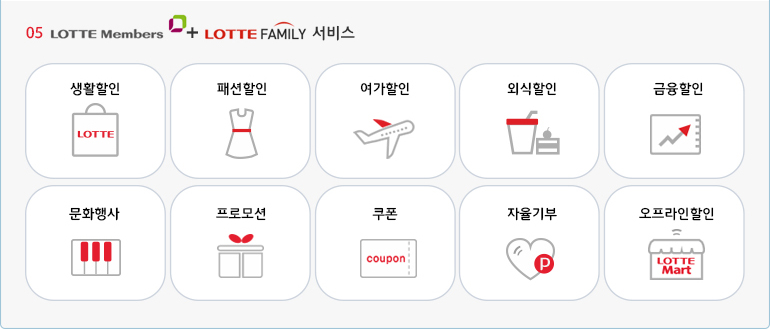 05 LOTTE Members + LOTTE FAMILY 서비스
생활할인 패션할인 여가할인 외식할인 금융할인
LOTTE
문화행사 프로모션 쿠폰 자율기부 오프라인할인
coupon P LOTTE
Mart